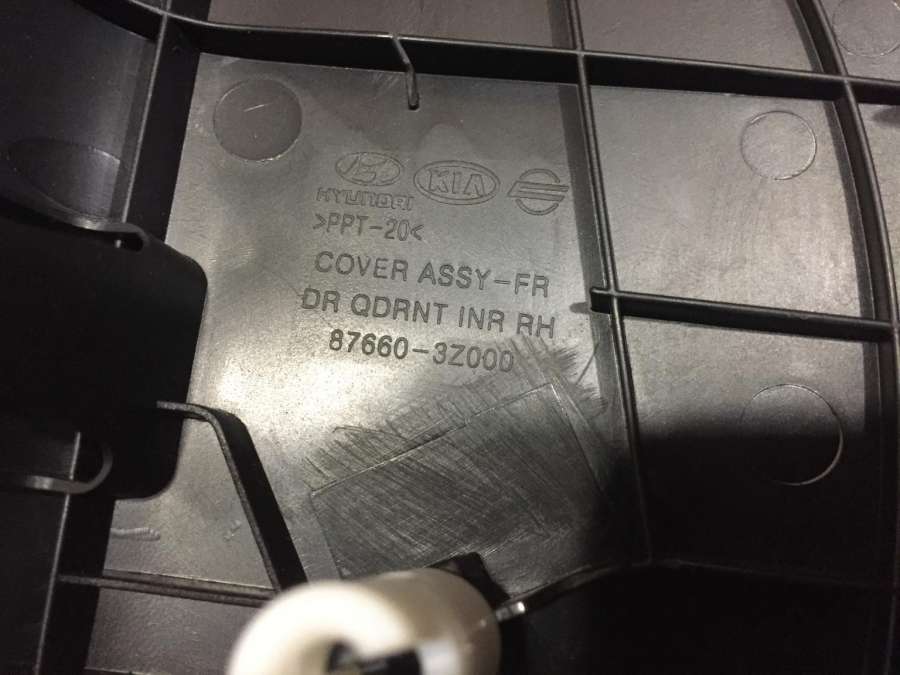 HYUNDAI KIA
>PPT-20<
COVER ASSY-FR
DR QDRNT INR RH
87660-3Z000